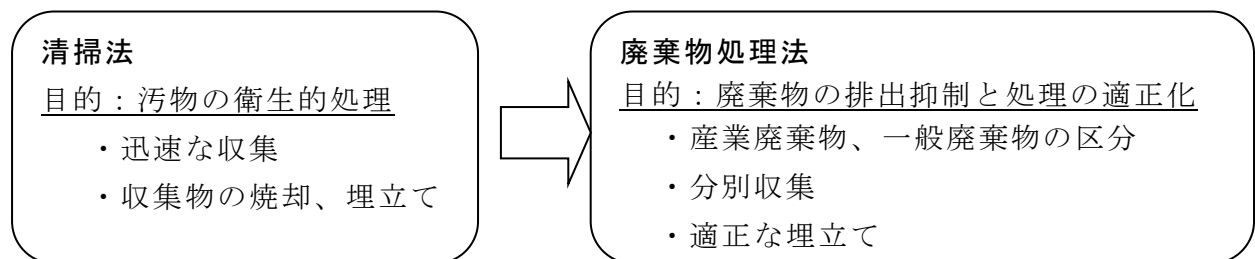 清掃法
目的：汚物の衛生的処理
・迅速な収集
・収集物の焼却、埋立て
廃棄物処理法
目的：廃棄物の排出抑制と処理の適正化
・産業廃棄物、一般廃棄物の区分
・分別収集
・適正な埋立て